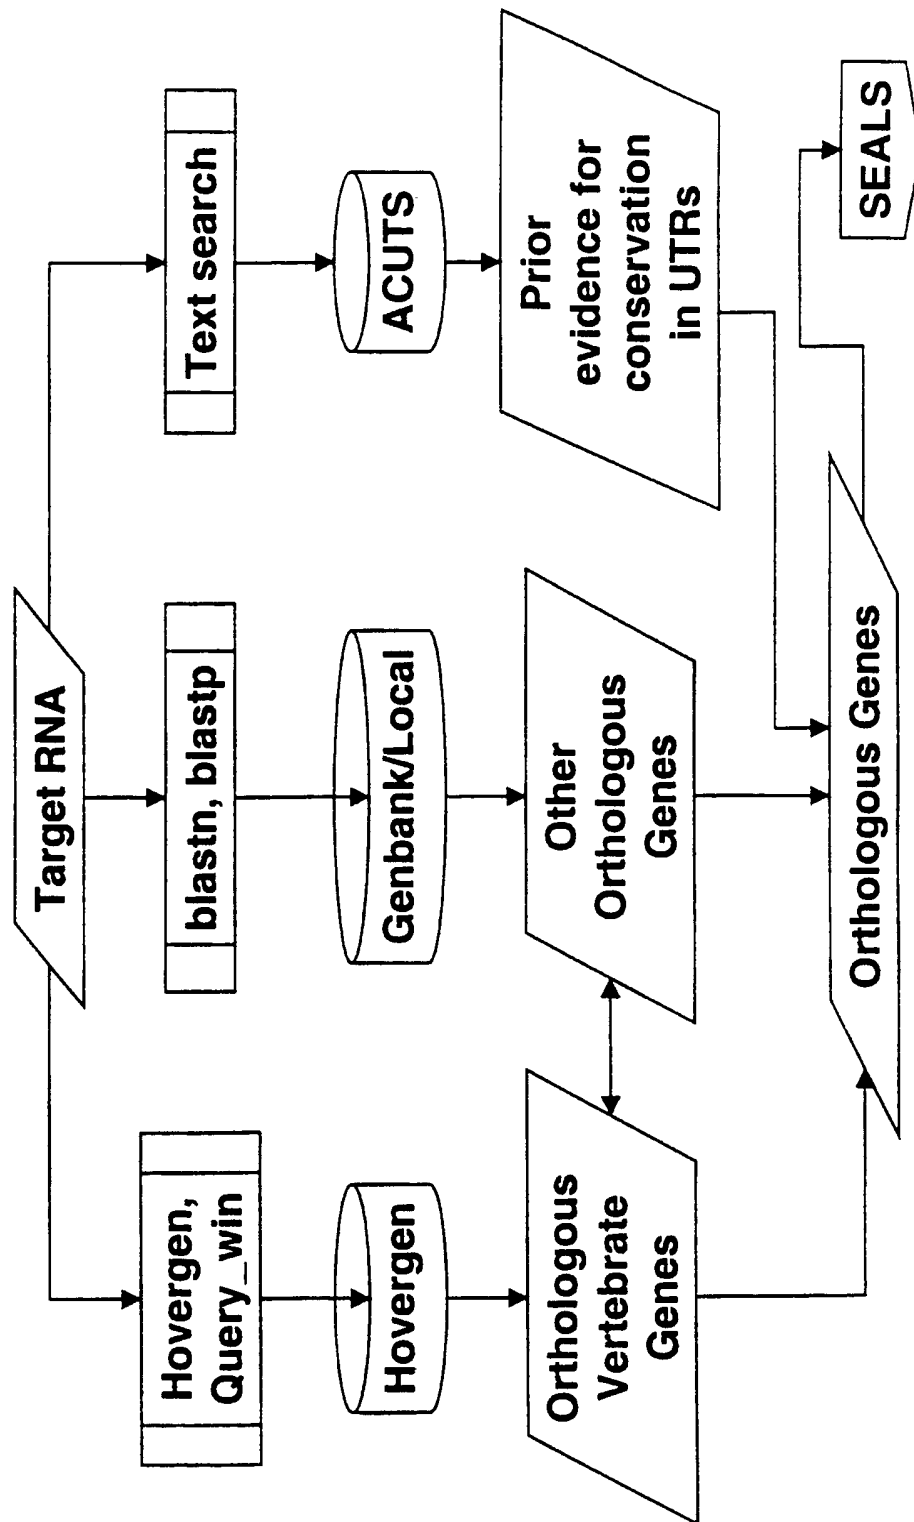 Target RNA
Hovergen,
Query_win
blastn, blastp
Text search
Hovergen
Genbank/Local
ACUTS
Orthologous
Vertebrate
Genes
Other
Orthologous
Genes
Prior
evidence for
conservation
in UTRs
Orthologous Genes
SEALS